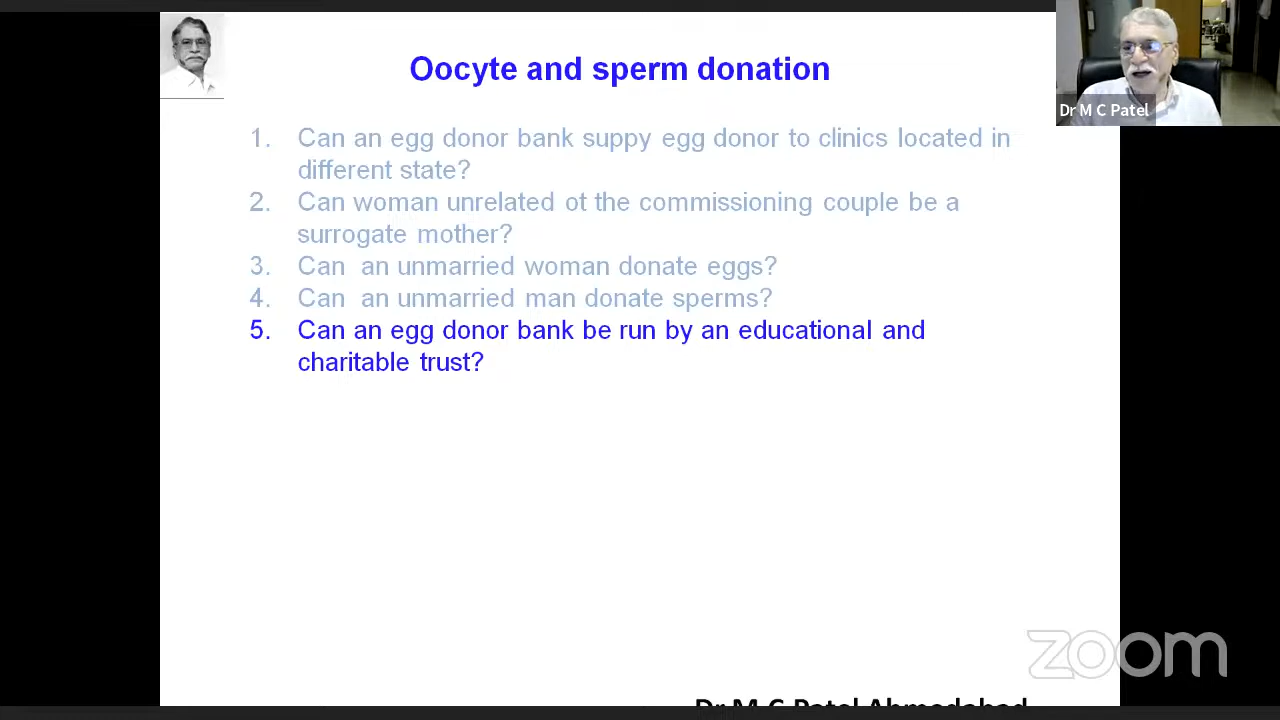 Oocyte and sperm donation
Dr M C Patel
1. Can an egg donor bank suppy egg donor to clinics located in
different state?
2. Can woman unrelated ot the commissioning couple be a
surrogate mother?
3. Can an unmarried woman donate eggs?
4. Can an unmarried man donate sperms?
5. Can an egg donor bank be run by an educational and
charitable trust?
zoom
Dr M C Patel Ahmedabad